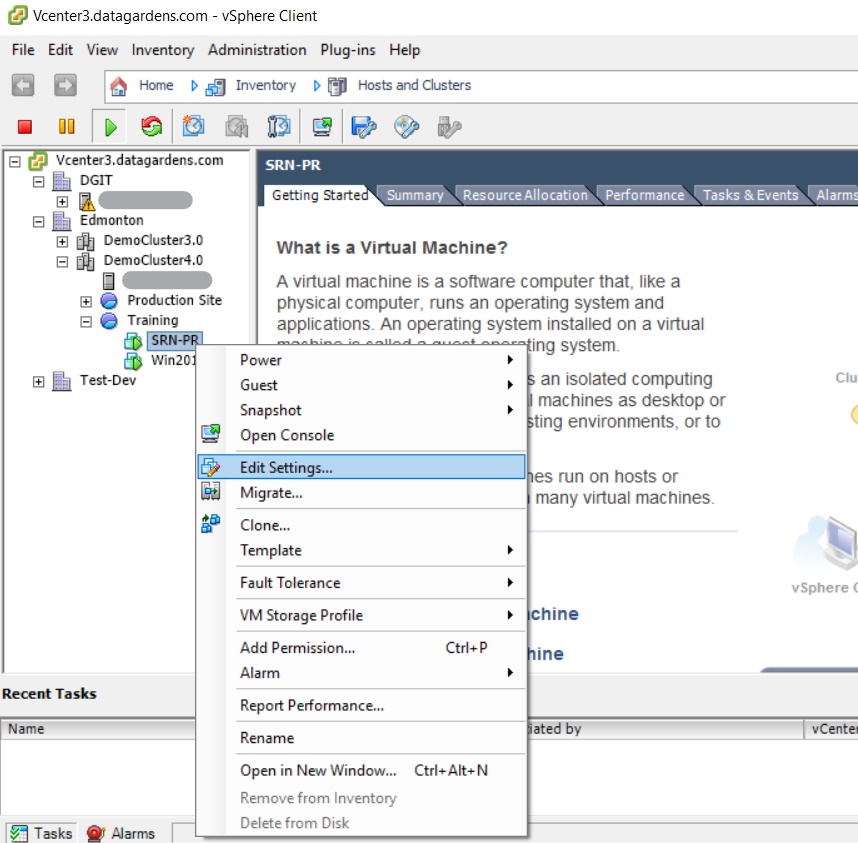 Vcenter3.datagardens.com - vSphere Client
File Edit View Inventory Administration Plug-ins Help
Home Inventory Hosts and Clusters
Vcenter3.datagardens.com
DGIT
Edmonton
DemoCluster3.0
DemoCluster4.0
Production Site
Training
SRN-PR
Win201
Test-Dev
SRN-PR
Getting Started Summary Resource Allocation Performance Tasks & Events Alarms
What is a Virtual Machine?
A virtual machine is a software computer that, like a
physical computer, runs an operating system and
applications. An operating system installed on a virtual
machine is called a guest operating system.
s an isolated computing
l machines as desktop or
sting environments, or to
nes run on hosts or
many virtual machines.
chine
hine
Clu
vSphere C
Power
Guest
Snapshot
Open Console
Edit Settings...
Migrate...
Clone...
Template
Fault Tolerance
VM Storage Profile
Add Permission... Ctrl+P
Alarm
Report Performance...
Rename
Open in New Window... Ctrl+Alt+N
Remove from Inventory
Delete from Disk
Recent Tasks
Name iated by vCenter
Tasks Alarms